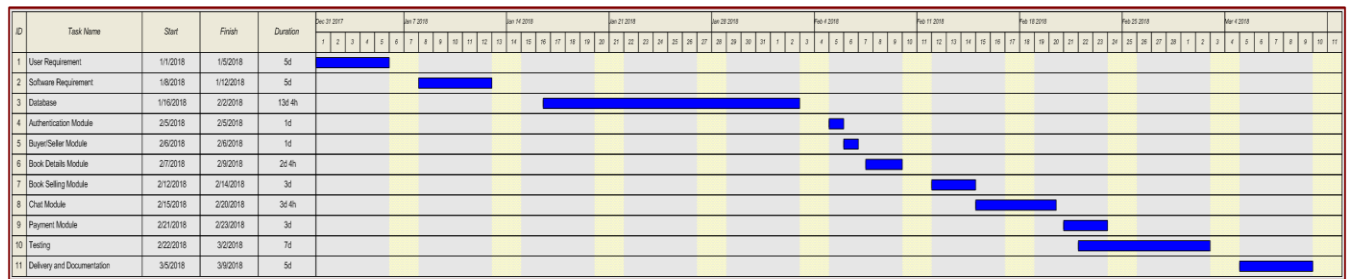 Dec 31 2017 Jan 7 2018 Jan 14 2018 Jan 21 2018 Jan 28 2018 Feb 4 2018 Feb 11 2018 Feb 18 2018 Feb 25 2018 Mar 4 2018
ID Task Name Start Finish Duration
1 2 3 4 5 6 7 8 9 10 11 12 13 14 15 16 17 18 19 20 21 22 23 24 25 26 27 28 29 30 31 1 2 3 4 5 6 7 8 9 10 11 12 13 14 15 16 17 18 19 20 21 22 23 24 25 26 27 28 1 2 3 4 5 6 7 8 9 10 11
1 User Requirement 1/1/2018 1/5/2018 5d
2 Software Requirement 1/8/2018 1/12/2018 5d
3 Database 1/16/2018 2/2/2018 13d 4h
4 Authentication Module 2/5/2018 2/5/2018 1d
5 Buyer/Seller Module 2/6/2018 2/6/2018 1d
6 Book Details Module 2/7/2018 2/9/2018 2d 4h
7 Book Selling Module 2/12/2018 2/14/2018 3d
8 Chat Module 2/15/2018 2/20/2018 3d 4h
9 Payment Module 2/21/2018 2/23/2018 3d
10 Testing 2/22/2018 3/2/2018 7d
11 Delivery and Documentation 3/5/2018 3/9/2018 5d